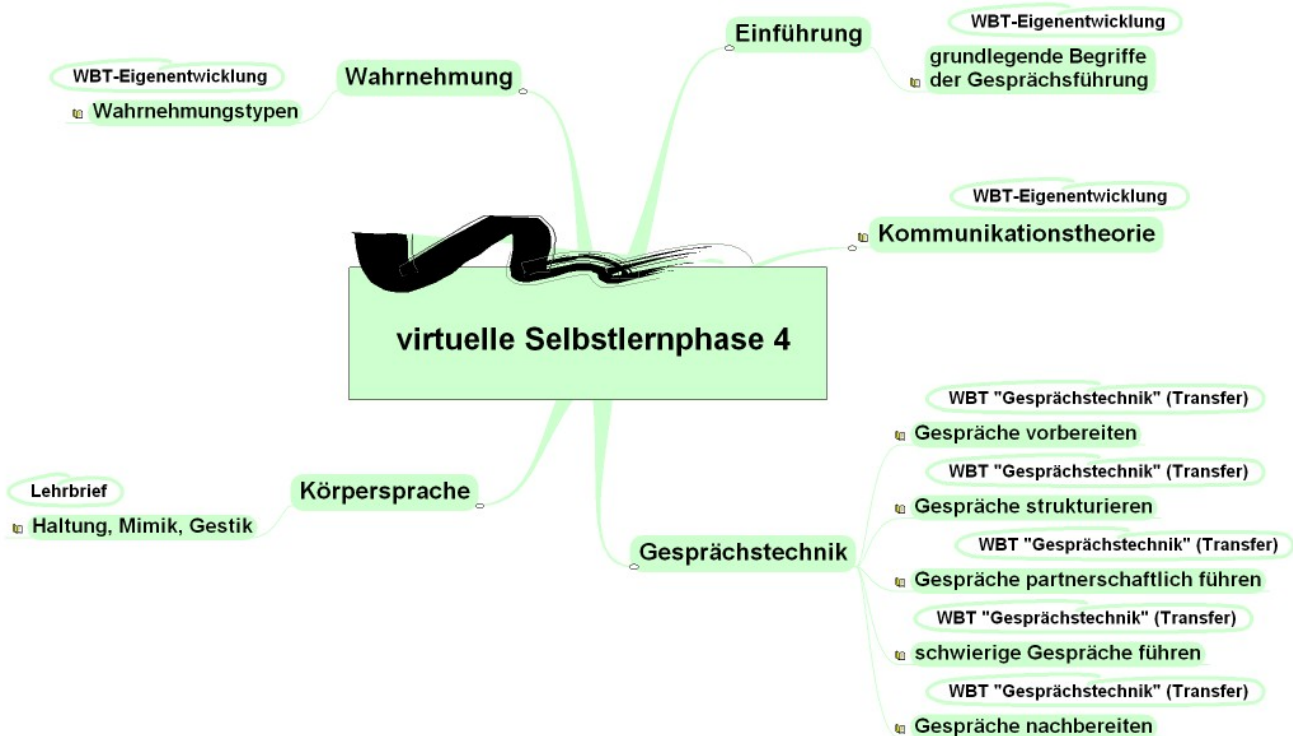 virtuelle Selbstlernphase 4
WBT-Eigenentwicklung
Einführung
grundlegende Begriffe
der Gesprächsführung
WBT-Eigenentwicklung
Kommunikationstheorie
WBT "Gesprächstechnik" (Transfer)
Gespräche vorbereiten
WBT "Gesprächstechnik" (Transfer)
Gespräche strukturieren
WBT "Gesprächstechnik" (Transfer)
Gesprächstechnik
Gespräche partnerschaftlich führen
WBT "Gesprächstechnik" (Transfer)
schwierige Gespräche führen
WBT "Gesprächstechnik" (Transfer)
Gespräche nachbereiten
Körpersprache
Lehrbrief
Haltung, Mimik, Gestik
Wahrnehmung
WBT-Eigenentwicklung
Wahrnehmungstypen